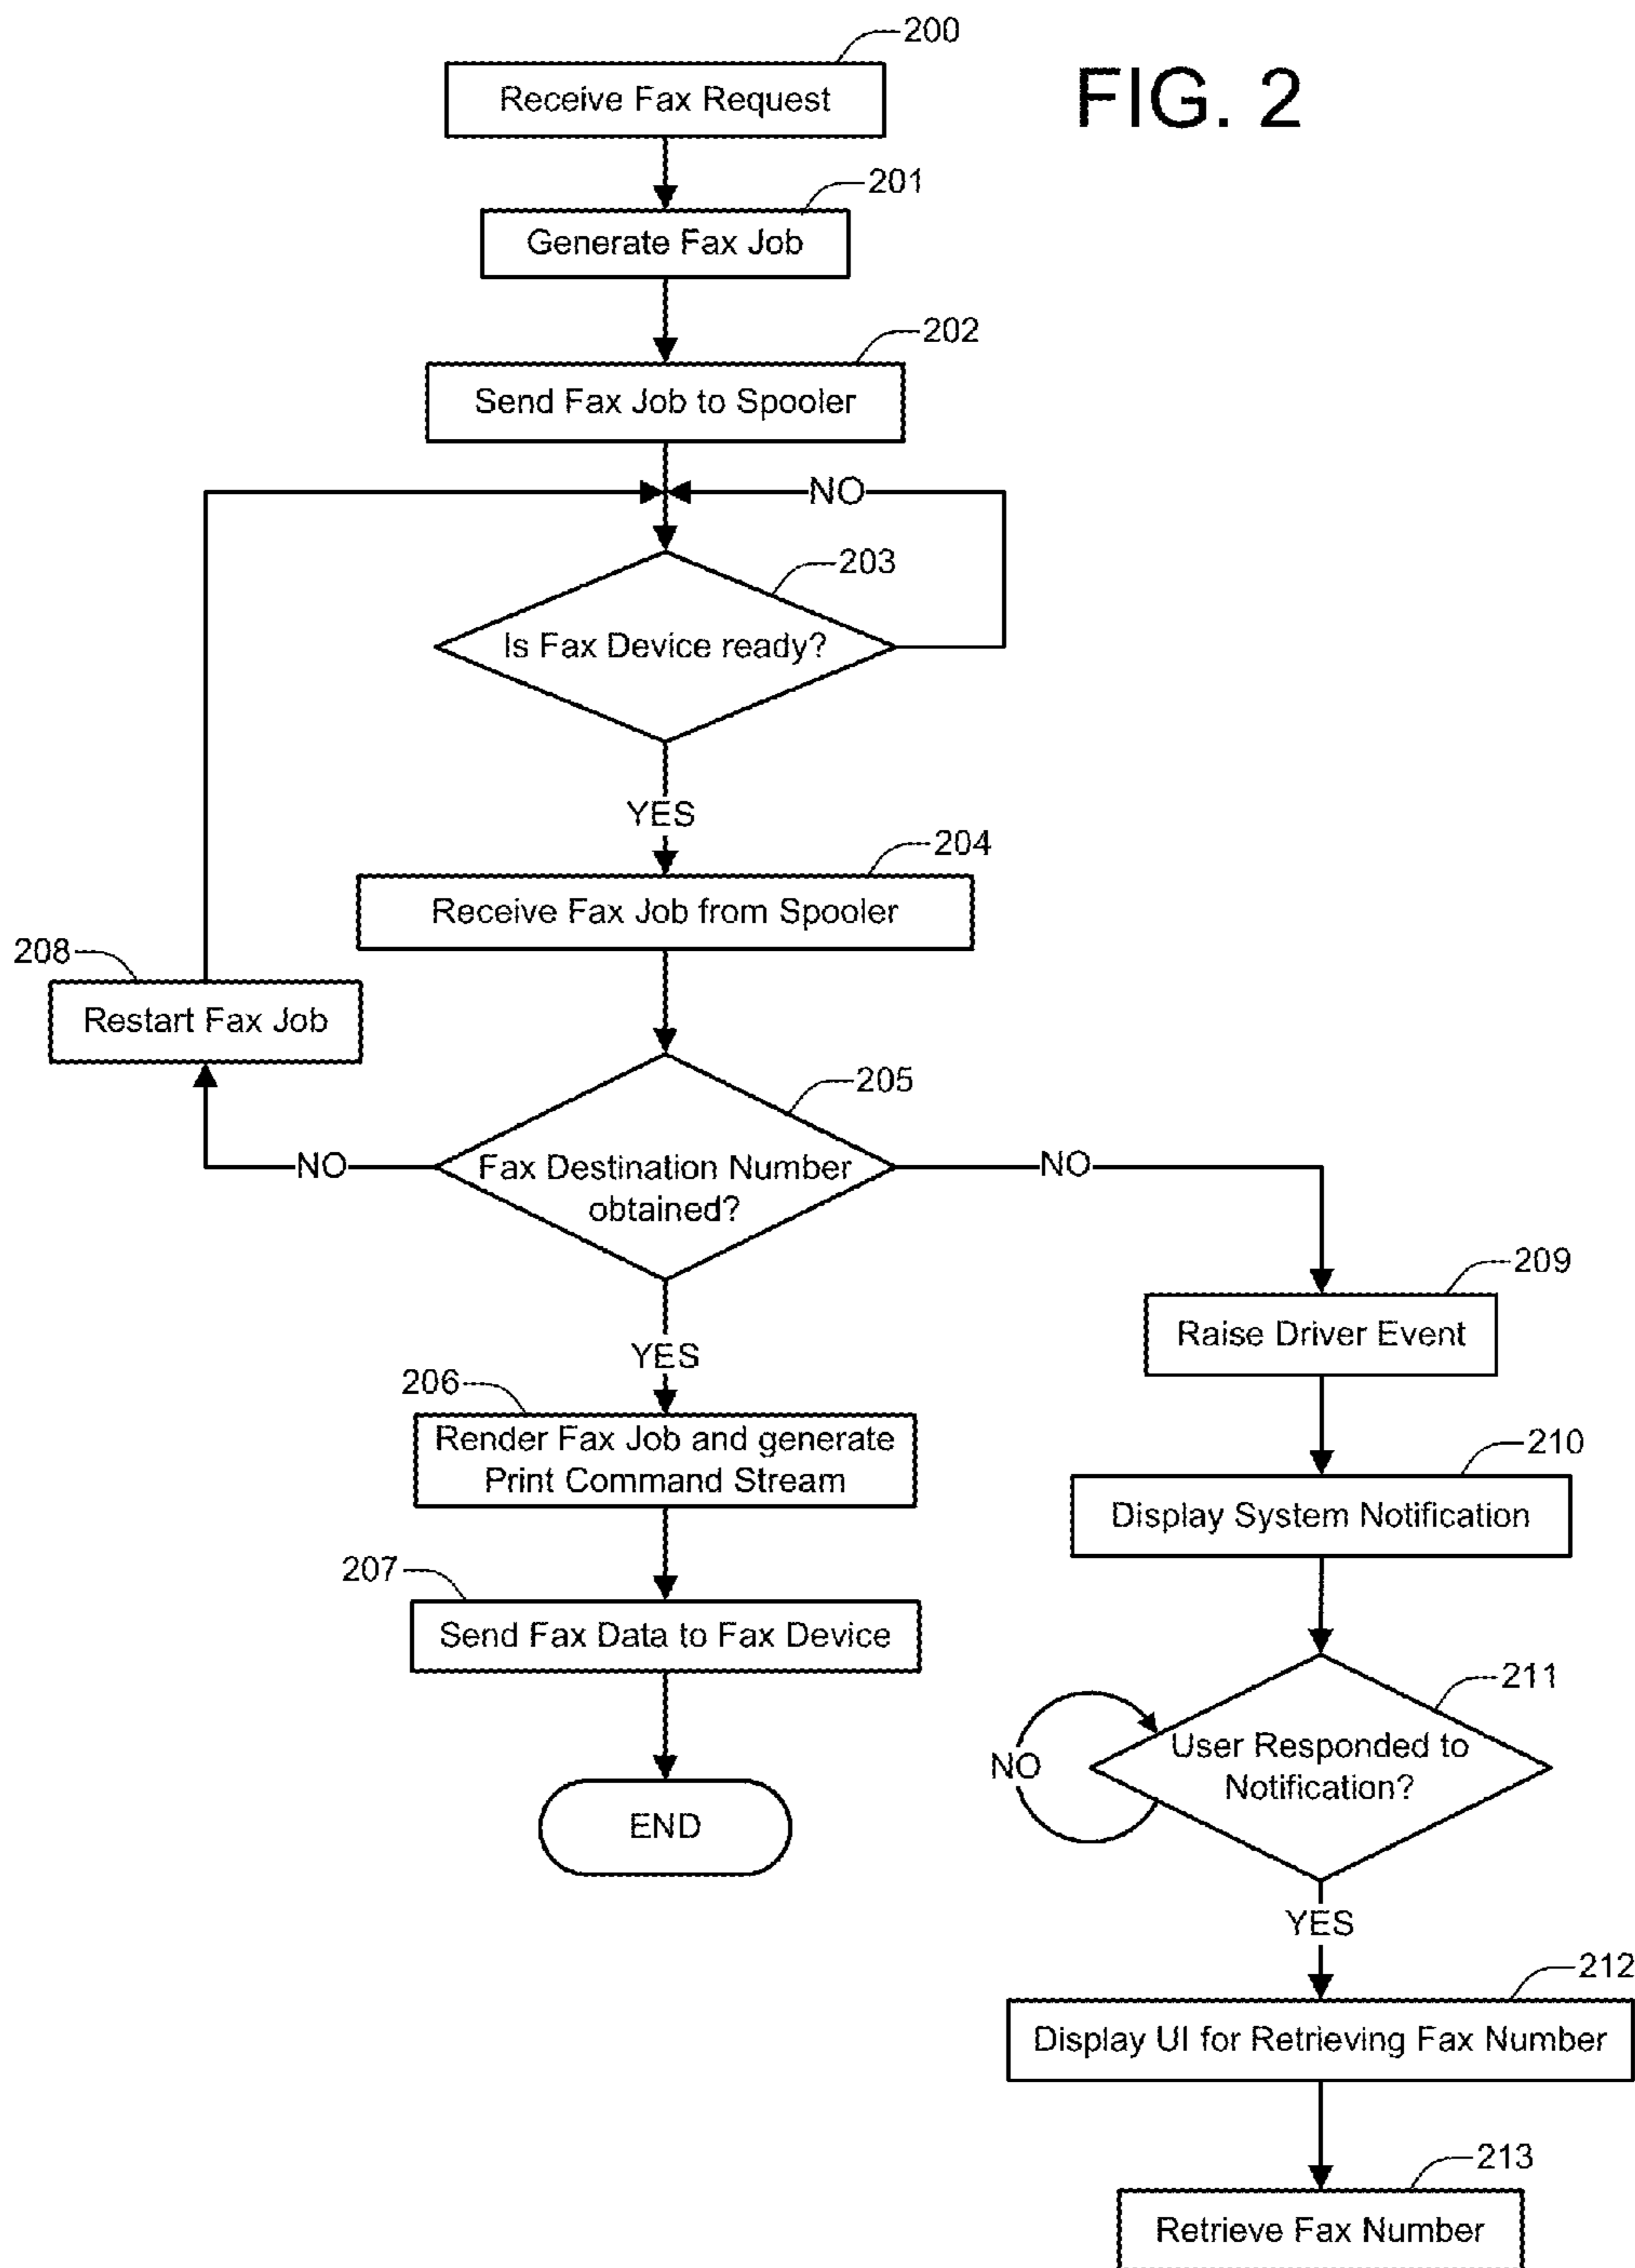 FIG. 2
200
Receive Fax Request
201
Generate Fax Job
202
Send Fax Job to Spooler
NO
203
Is Fax Device ready?
YES
204
Receive Fax Job from Spooler
208
Restart Fax Job
205
Fax Destination Number
obtained?
NO
NO
YES
206
Render Fax Job and generate
Print Command Stream
207
Send Fax Data to Fax Device
END
209
Raise Driver Event
210
Display System Notification
211
User Responded to
Notification?
NO
YES
212
Display UI for Retrieving Fax Number
213
Retrieve Fax Number